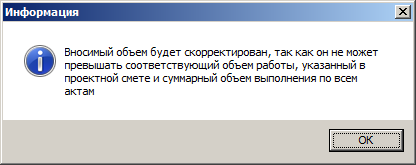 Информация
Вносимый объем будет скорректирован, так как он не может
превышать соответствующий объем работы, указанный в
проектной смете и суммарный объем выполнения по всем
актам
OK